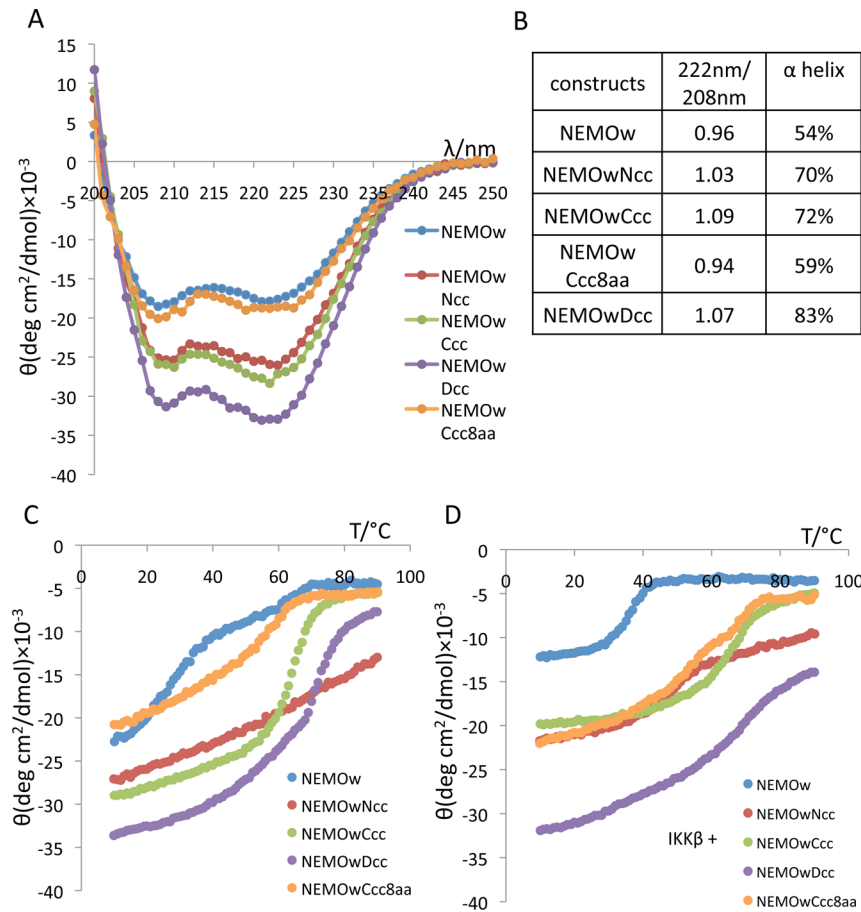 A
B
15
10
5
0
-5
-10
-15
-20
-25
-30
-35
-40
θ(deg cm²/dmol)×10⁻³
λ/nm
200 205 210 215 220 225 230 235 240 245 250
NEMOw
NEMOw
Ncc
NEMOw
Ccc
NEMOw
Dcc
NEMOw
Ccc8aa
constructs
222nm/
208nm
α helix
NEMOw 0.96 54%
NEMOwNcc 1.03 70%
NEMOwCcc 1.09 72%
NEMOw
Ccc8aa
0.94 59%
NEMOwDcc 1.07 83%
C
T/°C
0 20 40 60 80 100
0
-5
-10
-15
-20
-25
-30
-35
-40
θ(deg cm²/dmol)×10⁻³
NEMOw
NEMOwNcc
NEMOwCcc
NEMOwDcc
NEMOwCcc8aa
D
T/°C
0 20 40 60 80 100
0
-5
-10
-15
-20
-25
-30
-35
-40
θ(deg cm²/dmol)×10⁻³
IKKβ +
NEMOw
NEMOwNcc
NEMOwCcc
NEMOwDcc
NEMOwCcc8aa